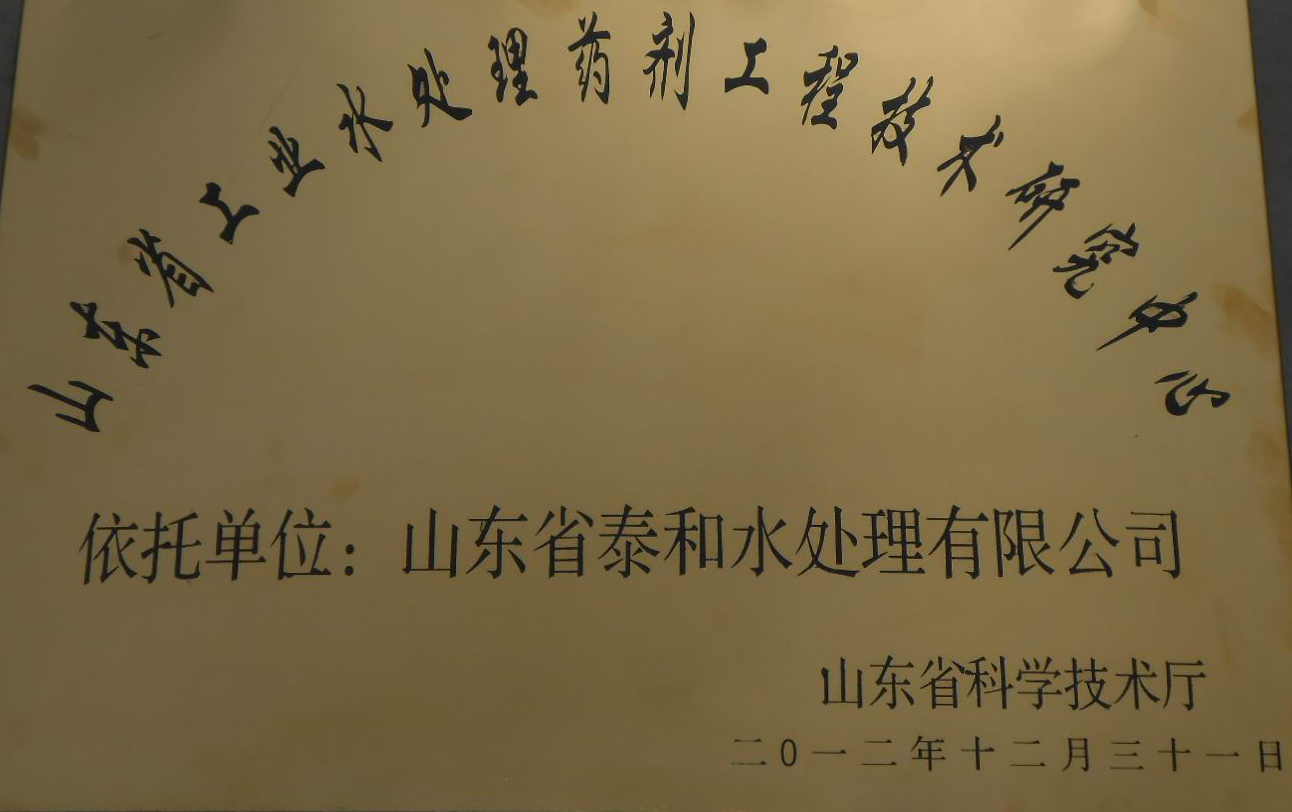 山东省工业水处理药剂工程技术研究中心
依托单位：山东省泰和水处理有限公司
山东省科学技术厅
二0一二年十二月三十一日